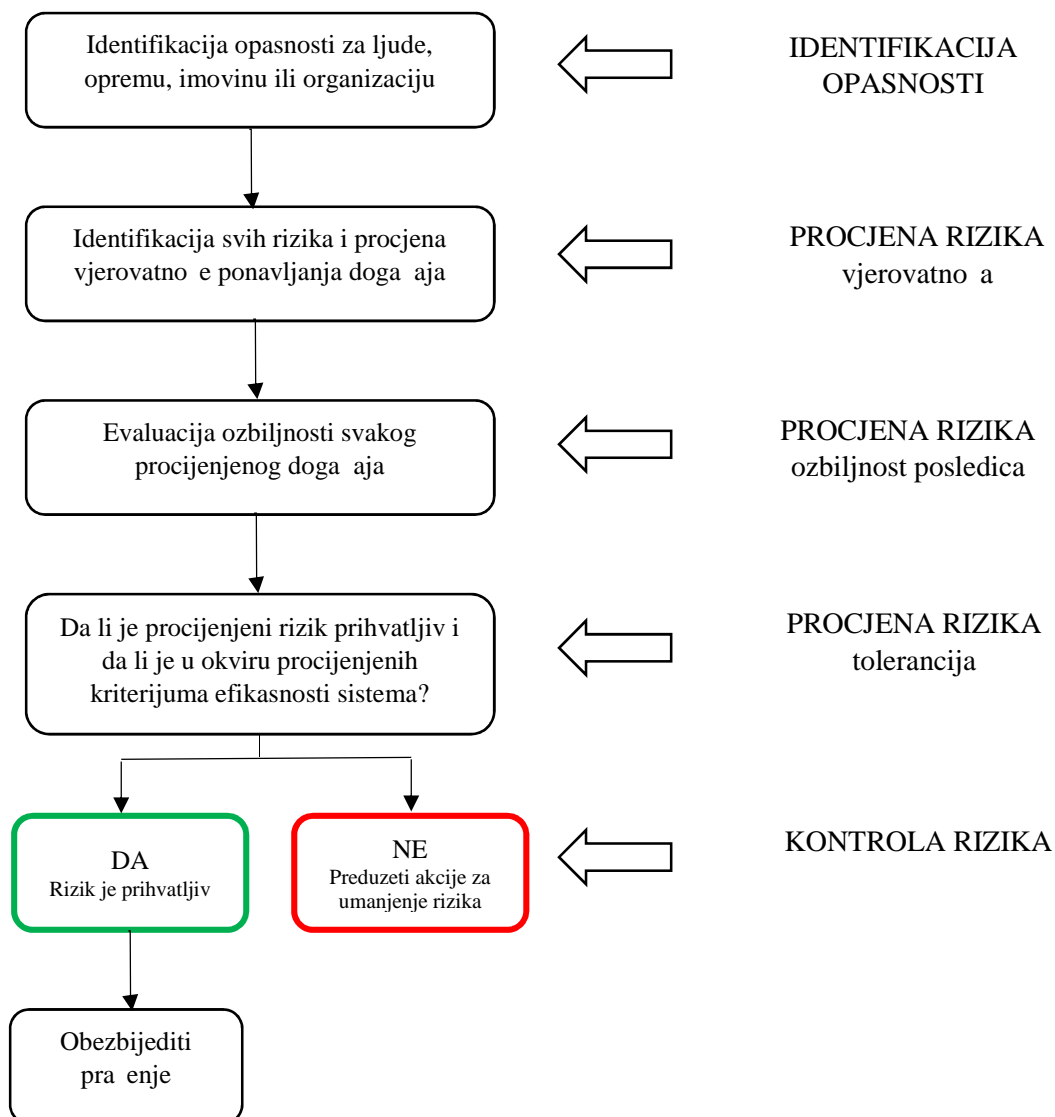 Identifikacija opasnosti za ljude,
opremu, imovinu ili organizaciju
IDENTIFIKACIJA
OPASNOSTI
Identifikacija svih rizika i procjena
vjerovatno e ponavljanja doga aja
PROCJENA RIZIKA
vjerovatno a
Evaluacija ozbiljnosti svakog
procijenjenog doga aja
PROCJENA RIZIKA
ozbiljnost posledica
Da li je procijenjeni rizik prihvatljiv i
da li je u okviru procijenjenih
kriterijuma efikasnosti sistema?
PROCJENA RIZIKA
tolerancija
DA
Rizik je prihvatljiv
NE
Preduzeti akcije za
umanjenje rizika
KONTROLA RIZIKA
Obezbijediti
pra enje